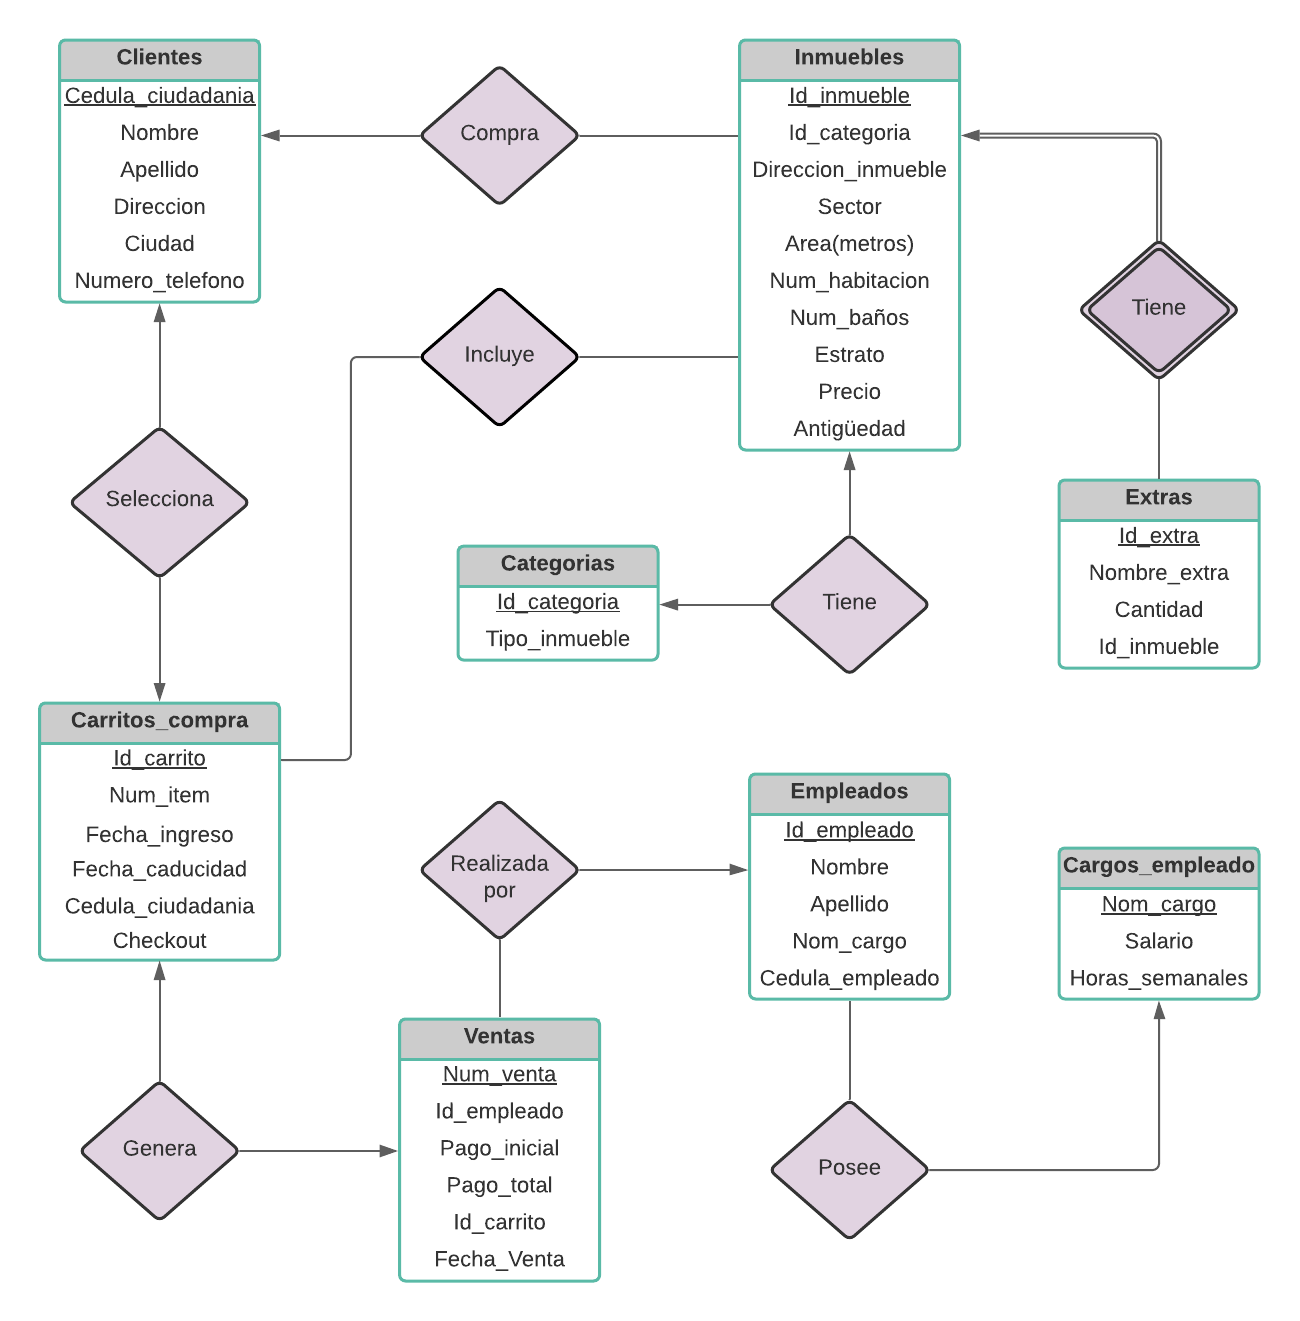 Clientes
Cedula_ciudadania
Nombre
Apellido
Direccion
Ciudad
Numero_telefono
Compra
Inmuebles
Id_inmueble
Id_categoria
Direccion_inmueble
Sector
Area(metros)
Num_habitacion
Num_baños
Estrato
Precio
Antigüedad
Tiene
Incluye
Selecciona
Extras
Id_extra
Nombre_extra
Cantidad
Id_inmueble
Categorias
Id_categoria
Tipo_inmueble
Tiene
Carritos_compra
Id_carrito
Num_item
Fecha_ingreso
Fecha_caducidad
Cedula_ciudadania
Checkout
Realizada
por
Empleados
Id_empleado
Nombre
Apellido
Nom_cargo
Cedula_empleado
Cargos_empleado
Nom_cargo
Salario
Horas_semanales
Genera
Ventas
Num_venta
Id_empleado
Pago_inicial
Pago_total
Id_carrito
Fecha_Venta
Posee